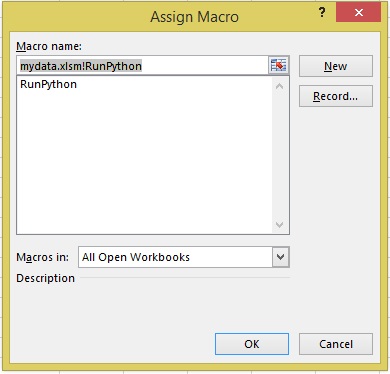 Assign Macro
?
Macro name:
mydata.xlsm!RunPython
New
RunPython
Record...
Macros in:
All Open Workbooks
Description
OK
Cancel